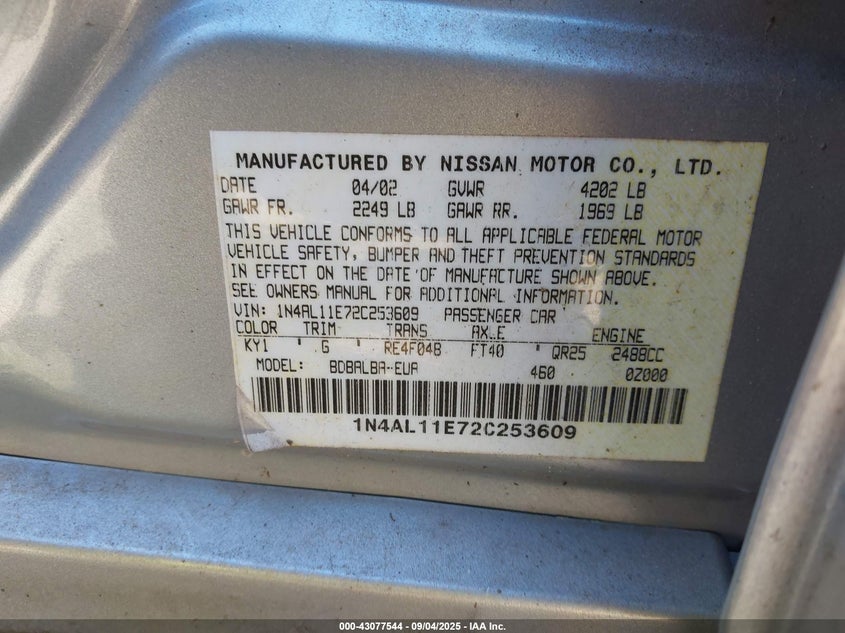 MANUFACTURED BY NISSAN MOTOR CO., LTD.
DATE 04/02 GVWR 4202 LB
GAWR FR. 2249 LB GAWR RR. 1969 LB
THIS VEHICLE CONFORMS TO ALL APPLICABLE FEDERAL MOTOR
VEHICLE SAFETY, BUMPER AND THEFT PREVENTION STANDARDS
IN EFFECT ON THE DATE OF MANUFACTURE SHOWN ABOVE.
SEE OWNERS MANUAL FOR ADDITIONAL INFORMATION.
VIN: 1N4AL11E72C253609 PASSENGER CAR
COLOR TRIM TRANS AXLE ENGINE
KY1 G RE4F04B FT40 QR25 2488CC
MODEL: BDBALBA-EUA 460 0Z000
1N4AL11E72C253609
000-43077544 - 09/04/2025 - IAA Inc.